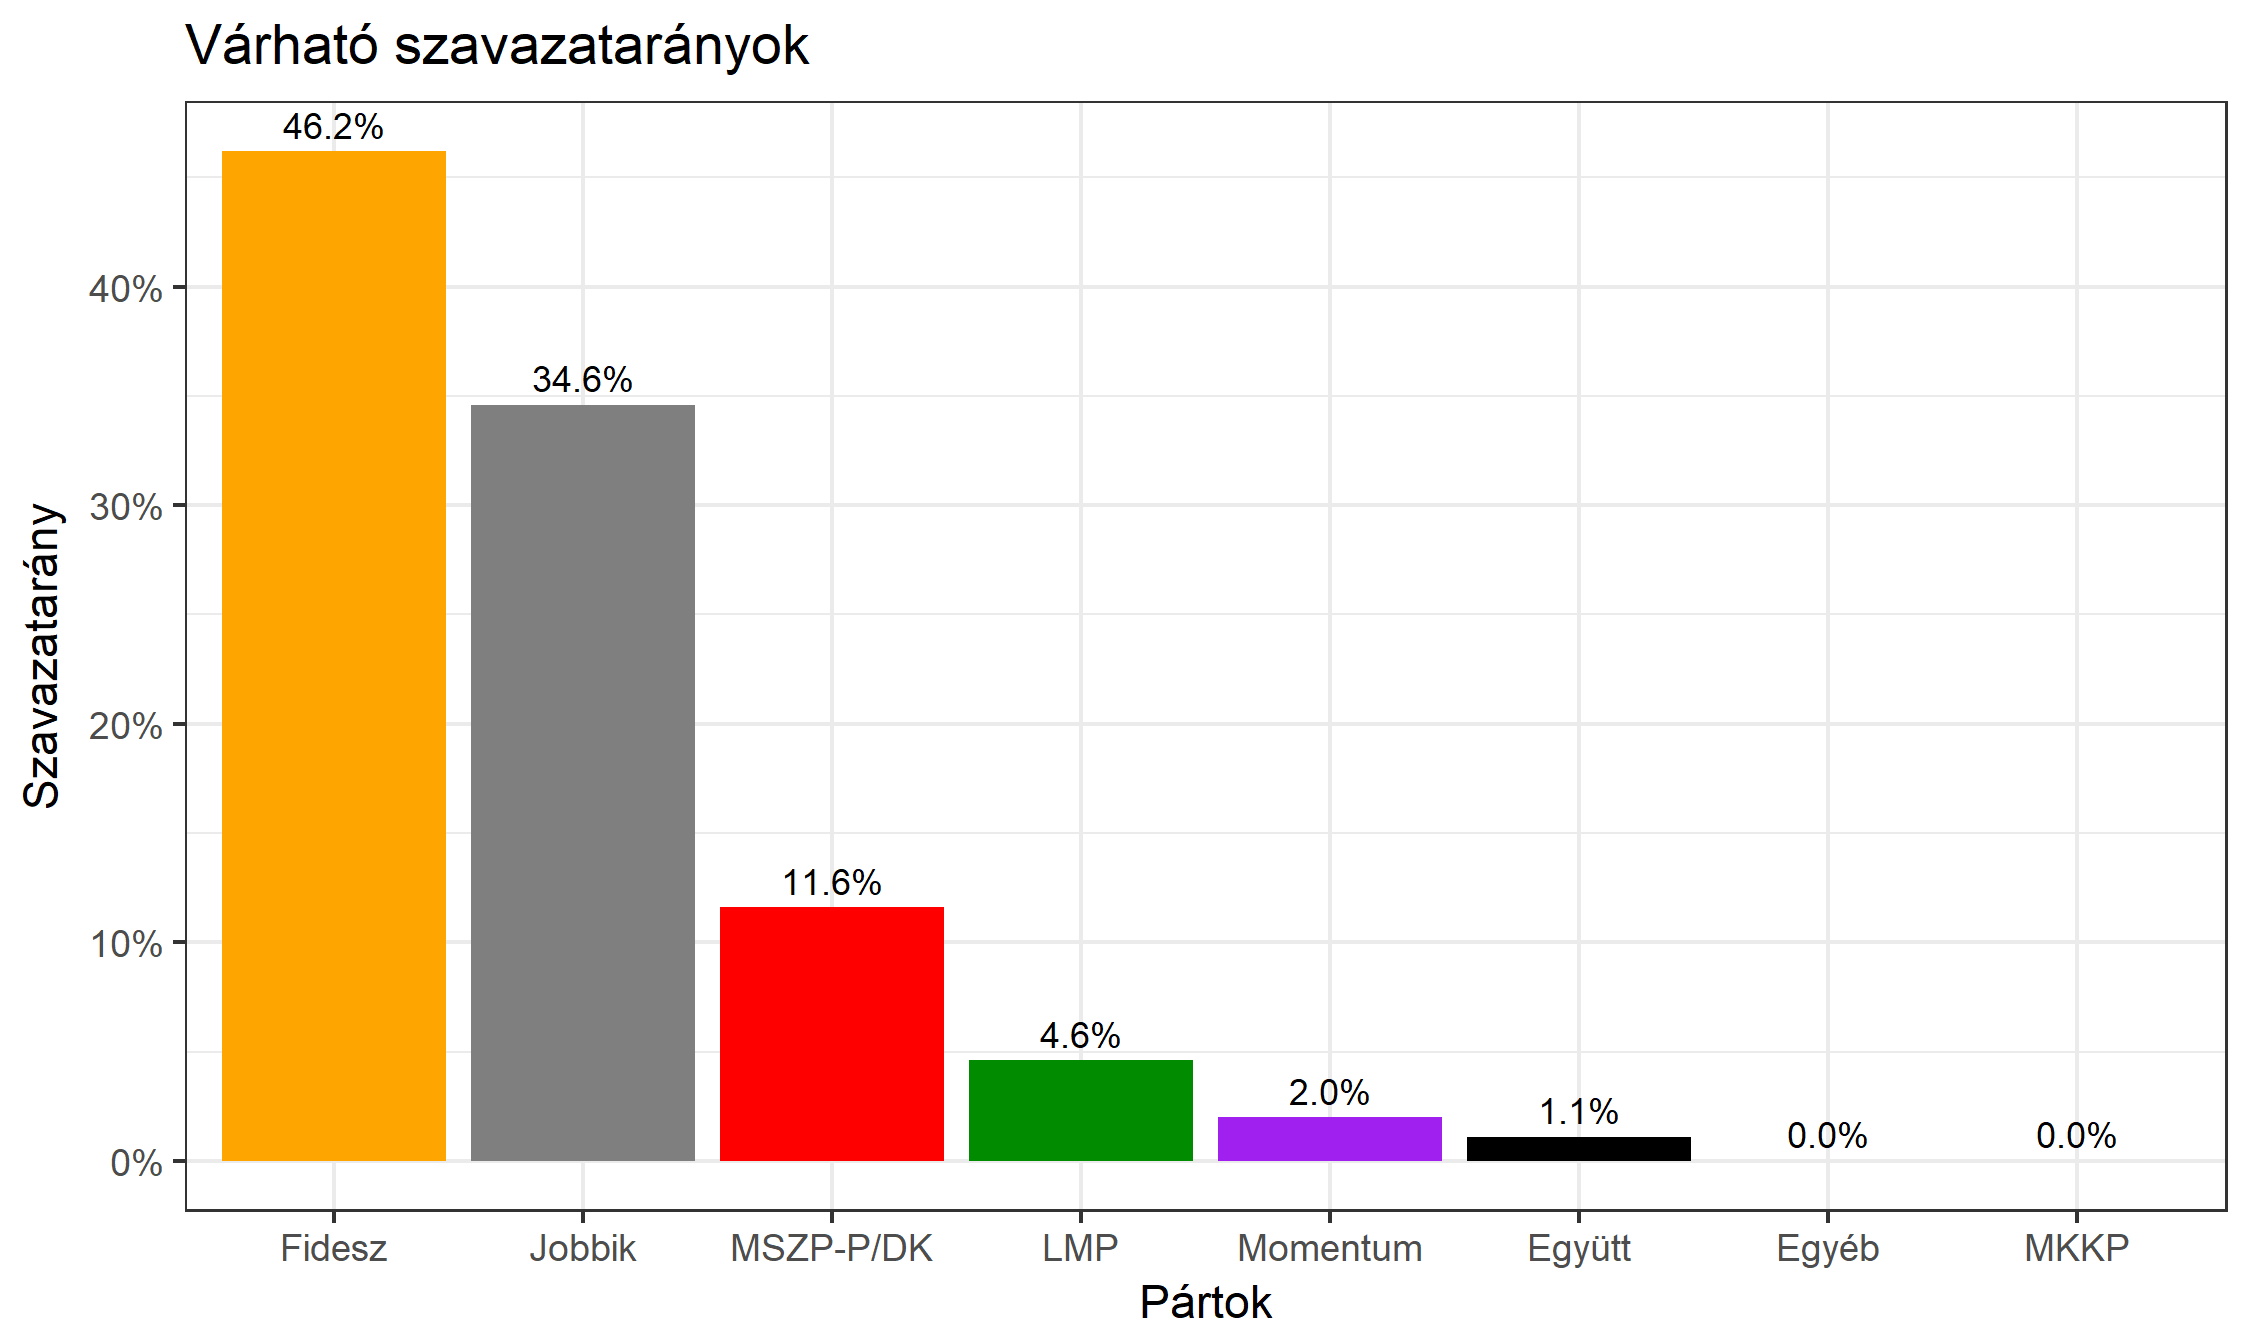 Várható szavazatarányok
46.2%
34.6%
11.6%
4.6%
2.0%
1.1%
0.0%
0.0%
40%
30%
20%
10%
0%
Szavazatarány
Fidesz
Jobbik
MSZP-P/DK
LMP
Momentum
Együtt
Egyéb
MKKP
Pártok